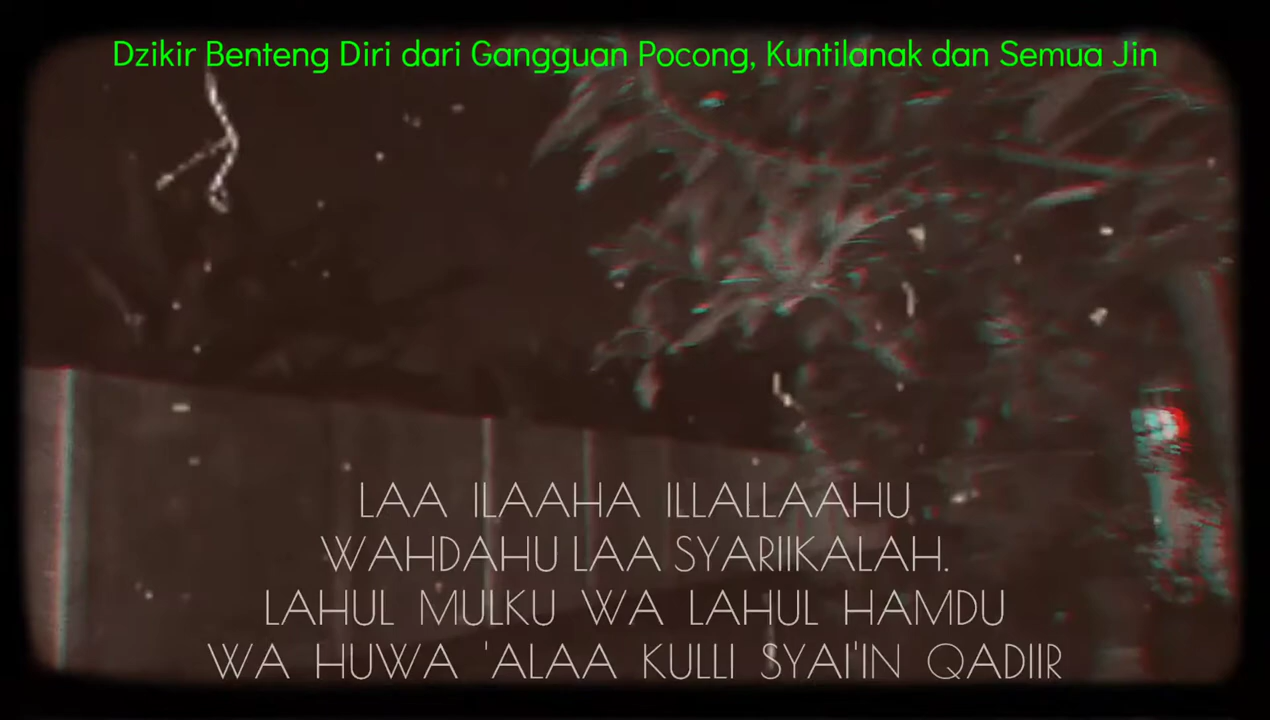 Dzikir Benteng Diri dari Gangguan Pocong, Kuntilanak dan Semua Jin
LAA ILAAHA ILLALLAAHU
WAHDAHU LAA SYARIIKALAH.
LAHUL MULKU WA LAHUL HAMDU
WA HUWA 'ALAA KULLI SYAI'IN QADIIR